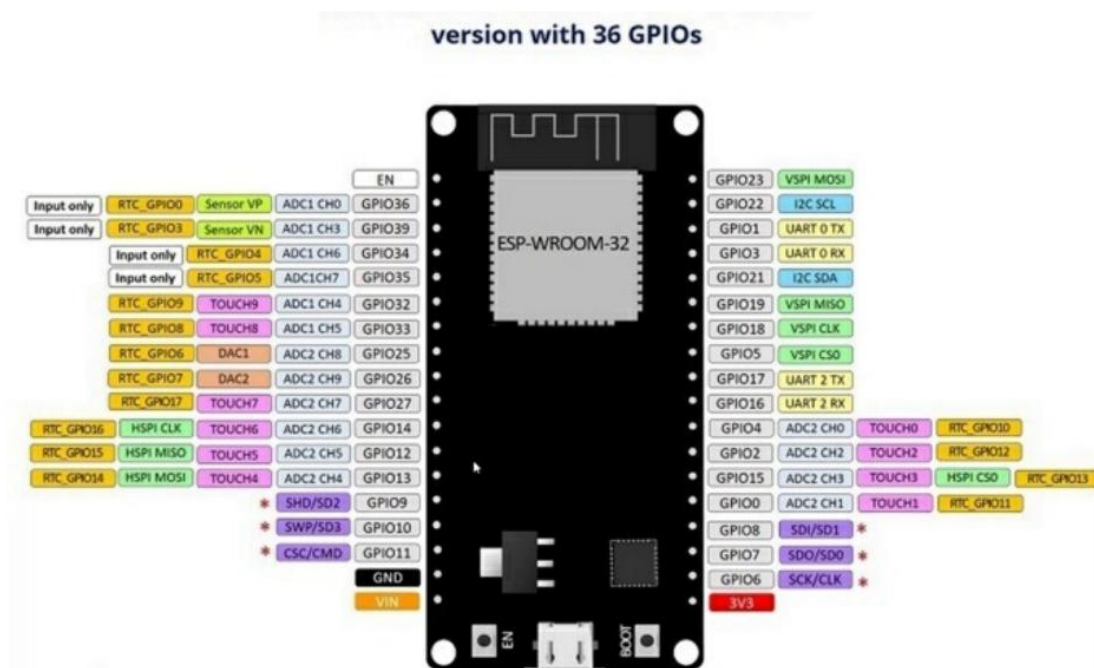 version with 36 GPIOs
EN
Input only RTC_GPIO0 Sensor VP ADC1 CH0 GPIO36
Input only RTC_GPIO3 Sensor VN ADC1 CH3 GPIO39
Input only RTC_GPIO4 ADC1 CH6 GPIO34
Input only RTC_GPIO5 ADC1CH7 GPIO35
RTC_GPIO9 TOUCH9 ADC1 CH4 GPIO32
RTC_GPIO8 TOUCH8 ADC1 CH5 GPIO33
RTC_GPIO6 DAC1 ADC2 CH8 GPIO25
RTC_GPIO7 DAC2 ADC2 CH9 GPIO26
RTC_GPIO17 TOUCH7 ADC2 CH7 GPIO27
RTC_GPIO16 HSPI CLK TOUCH6 ADC2 CH6 GPIO14
RTC_GPIO15 HSPI MISO TOUCH5 ADC2 CH5 GPIO12
RTC_GPIO14 HSPI MOSI TOUCH4 ADC2 CH4 GPIO13
* SHD/SD2 GPIO9
* SWP/SD3 GPIO10
* CSC/CMD GPIO11
GND
VIN
ESP-WROOM-32
EN
BOOT
GPIO23 VSPI MOSI
GPIO22 I2C SCL
GPIO1 UART 0 TX
GPIO3 UART 0 RX
GPIO21 I2C SDA
GPIO19 VSPI MISO
GPIO18 VSPI CLK
GPIO5 VSPI CS0
GPIO17 UART 2 TX
GPIO16 UART 2 RX
GPIO4 ADC2 CH0 TOUCH0 RTC_GPIO10
GPIO2 ADC2 CH2 TOUCH2 RTC_GPIO12
GPIO15 ADC2 CH3 TOUCH3 HSPI CS0 RTC_GPIO13
GPIO0 ADC2 CH1 TOUCH1 RTC_GPIO11
GPIO8 SDI/SD1 *
GPIO7 SDO/SD0 *
GPIO6 SCK/CLK *
3V3